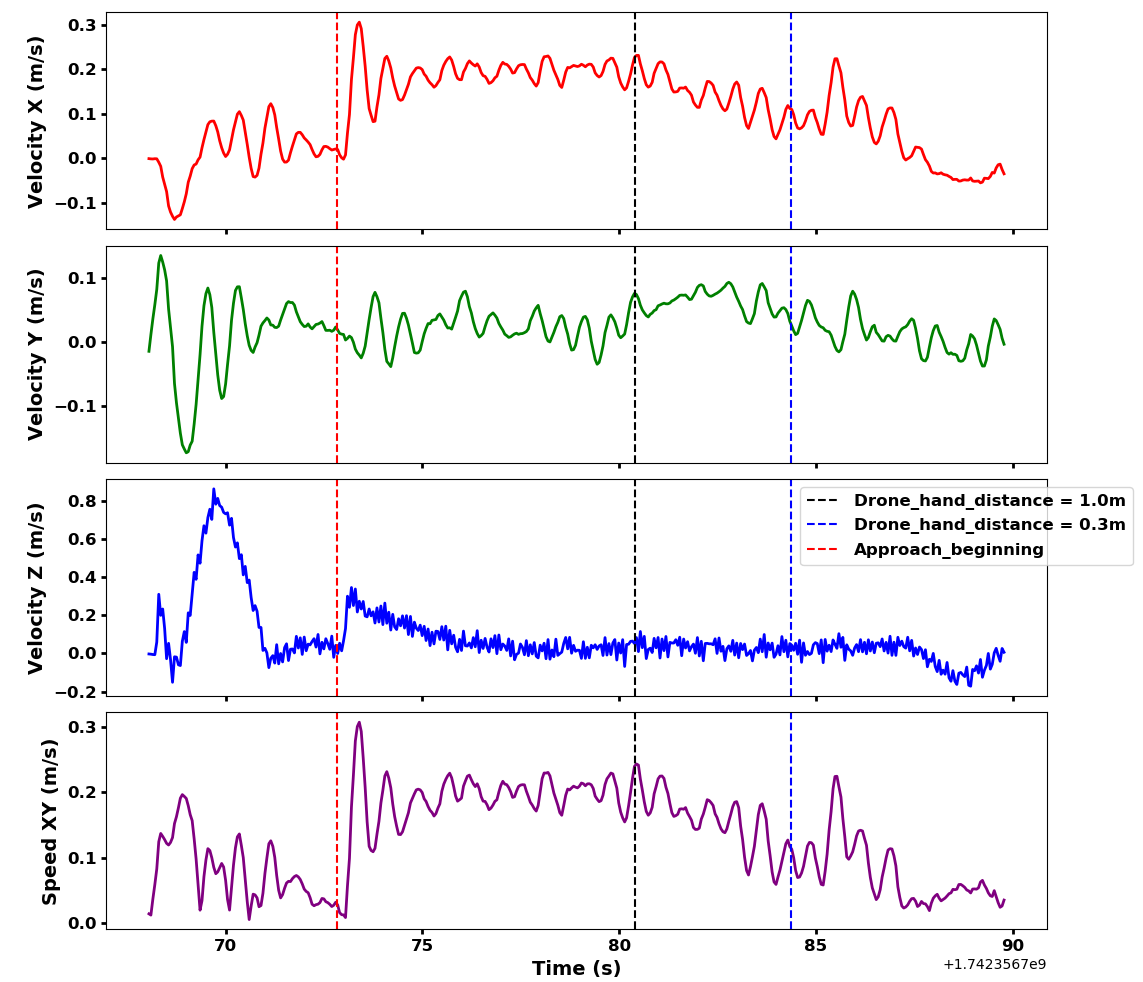 Velocity X (m/s)
0.3
0.2
0.1
0.0
−0.1
Velocity Y (m/s)
0.1
0.0
−0.1
Velocity Z (m/s)
0.8
0.6
0.4
0.2
0.0
−0.2
Drone_hand_distance = 1.0m
Drone_hand_distance = 0.3m
Approach_beginning
Speed XY (m/s)
0.3
0.2
0.1
0.0
70 75 80 85 90
Time (s)
+1.7423567e9